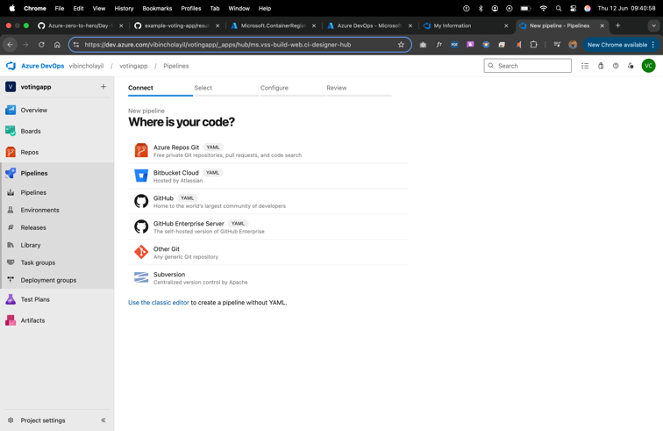 Chrome File Edit View History Bookmarks Profiles Tab Window Help Thu 12 Jun 09:40:58
Azure-zero-to-hero/Day- example-voting-app/resu Microsoft.ContainerRegis Azure DevOps - Microsof My Information New pipeline - Pipelines
https://dev.azure.com/vibincholayil/votingapp/_apps/hub/ms.vss-build-web.ci-designer-hub New Chrome available
Azure DevOps vibincholayil / votingapp / Pipelines Search VC
V votingapp
Overview
Boards
Repos
Pipelines
Pipelines
Environments
Releases
Library
Task groups
Deployment groups
Test Plans
Artifacts
Project settings
Connect Select Configure Review
New pipeline
Where is your code?
Azure Repos Git YAML
Free private Git repositories, pull requests, and code search
Bitbucket Cloud YAML
Hosted by Atlassian
GitHub YAML
Home to the world's largest community of developers
GitHub Enterprise Server YAML
The self-hosted version of GitHub Enterprise
Other Git
Any generic Git repository
Subversion
Centralized version control by Apache
Use the classic editor to create a pipeline without YAML.